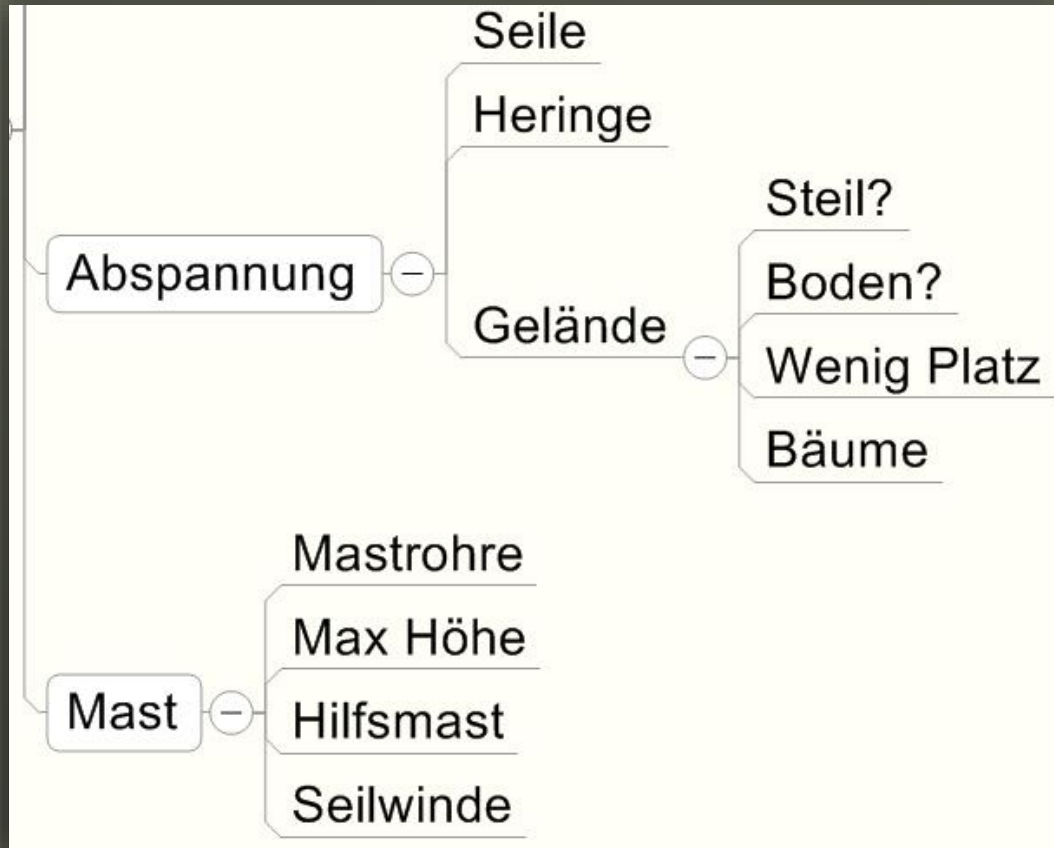 Seile
Heringe
Abspannung
Gelände
Steil?
Boden?
Wenig Platz
Bäume
Mast
Mastrohre
Max Höhe
Hilfsmast
Seilwinde